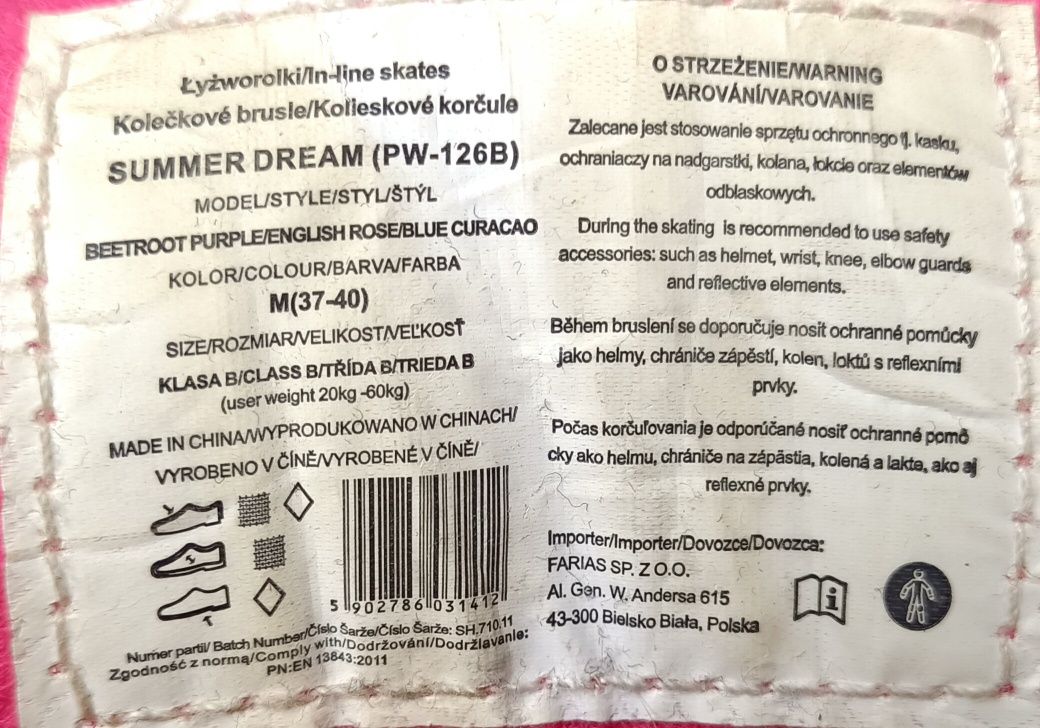 Łyżworolki/In-line skates
Kolečkové brusle/Kolieskové korčule
SUMMER DREAM (PW-126B)
MODEL/STYLE/STYL/ŠTÝL
BEETROOT PURPLE/ENGLISH ROSE/BLUE CURACAO
KOLOR/COLOUR/BARVA/FARBA
M(37-40)
SIZE/ROZMIAR/VELIKOST/VEĽKOSŤ
KLASA B/CLASS B/TŘÍDA B/TRIEDA B
(user weight 20kg -60kg)
MADE IN CHINA/WYPRODUKOWANO W CHINACH/
VYROBENO V ČÍNĚ/VYROBENÉ V ČÍNĚ/
5 902786 031412
Numer partii/ Batch Number/Číslo Šarže/Číslo Šarže: SH.710.11
Zgodność z normą/Comply with/Dodržování/Dodržiavanie:
PN:EN 13843:2011
O STRZEŻENIE/WARNING
VAROVÁNÍ/VAROVANIE
Zalecane jest stosowanie sprzętu ochronnego tj. kasku,
ochraniaczy na nadgarstki, kolana, łokcie oraz elementów
odblaskowych.
During the skating is recommended to use safety
accessories: such as helmet, wrist, knee, elbow guards
and reflective elements.
Během bruslení se doporučuje nosit ochranné pomůcky
jako helmy, chrániče zápěstí, kolen, loktů s reflexními
prvky.
Počas korčuľovania je odporúčané nosiť ochranné pomô
cky ako helmu, chrániče na zápästia, kolená a lakte, ako aj
reflexné prvky.
Importer/Importer/Dovozce/Dovozca:
FARIAS SP. Z O.O.
Al. Gen. W. Andersa 615
43-300 Bielsko Biała, Polska